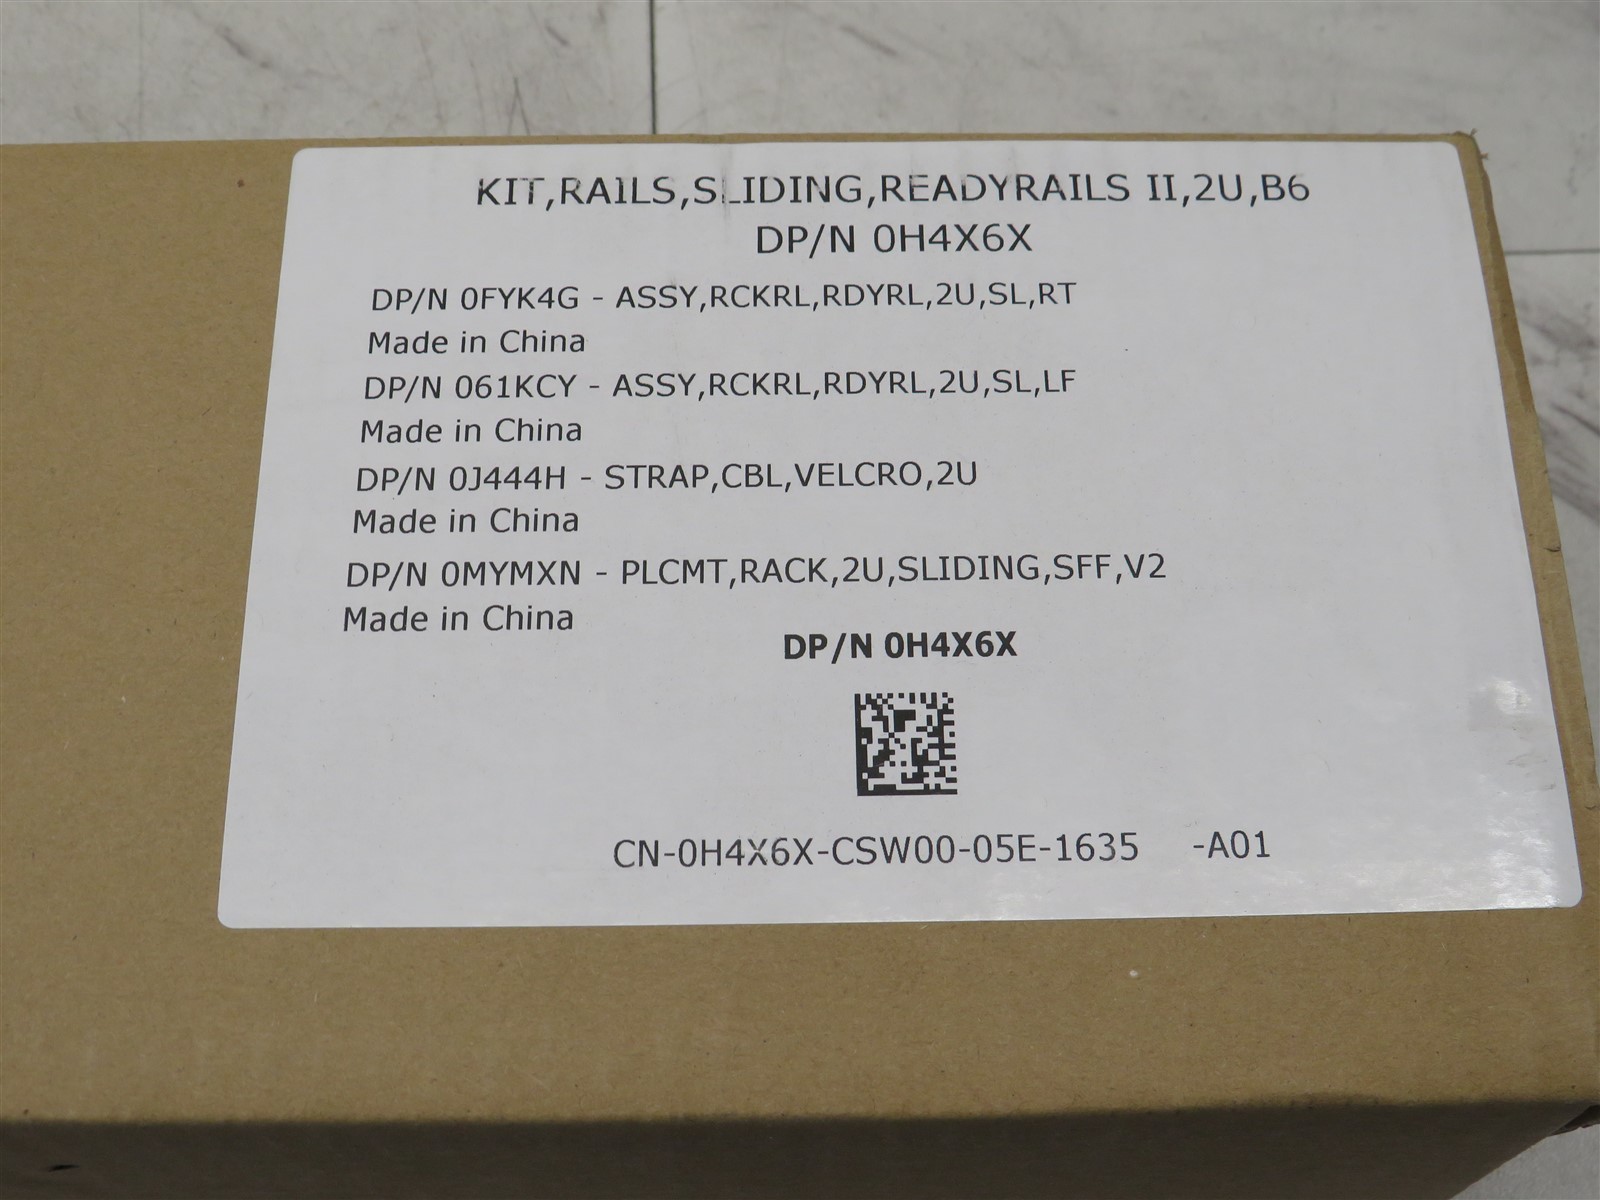 KIT,RAILS,SLIDING,READYRAILS II,2U,B6
DP/N 0H4X6X
DP/N 0FYK4G - ASSY,RCKRL,RDYRL,2U,SL,RT
Made in China
DP/N 061KCY - ASSY,RCKRL,RDYRL,2U,SL,LF
Made in China
DP/N 0J444H - STRAP,CBL,VELCRO,2U
Made in China
DP/N 0MYMXN - PLCMT,RACK,2U,SLIDING,SFF,V2
Made in China
DP/N 0H4X6X
CN-0H4X6X-CSW00-05E-1635 -A01